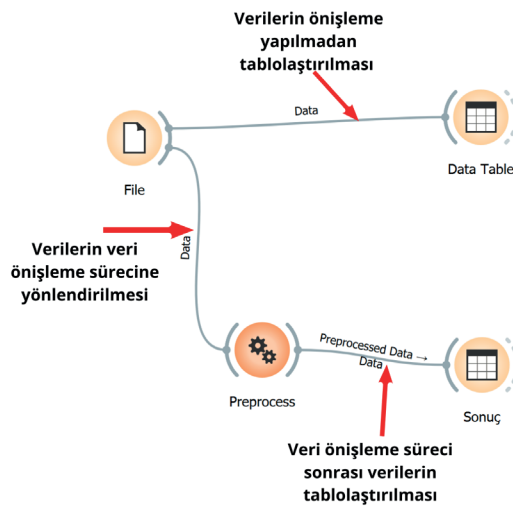 Verilerin önişleme
yapılmadan
tablolaştırılması
Data
File
Data Table
Verilerin veri
önişleme sürecine
yönlendirilmesi
Data
Preprocessed Data →
Data
Preprocess
Sonuç
Veri önişleme süreci
sonrası verilerin
tablolaştırılması